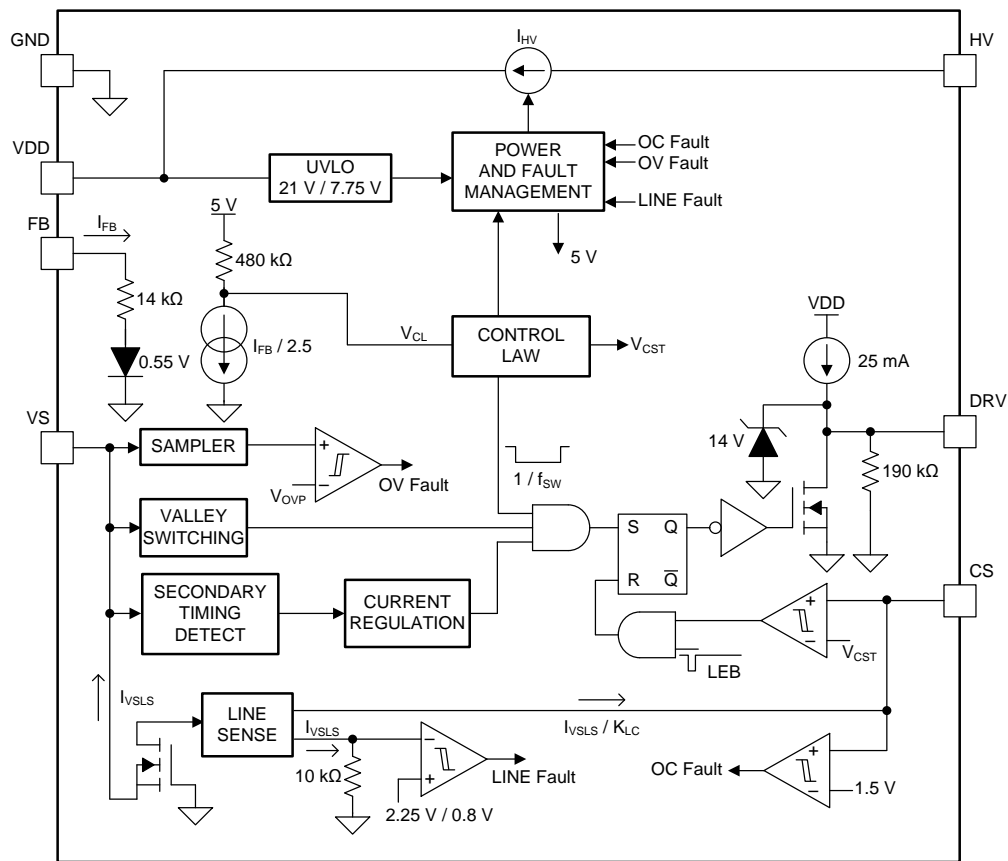 GND
HV
I_HV
VDD
UVLO
21 V / 7.75 V
POWER
AND FAULT
MANAGEMENT
OC Fault
OV Fault
LINE Fault
5 V
FB
I_FB
5 V
480 kΩ
14 kΩ
0.55 V
I_FB / 2.5
V_CL
CONTROL
LAW
V_CST
VDD
25 mA
DRV
14 V
190 kΩ
VS
SAMPLER
+
−
V_OVP
OV Fault
1 / f_SW
VALLEY
SWITCHING
S Q
R Q̅
SECONDARY
TIMING
DETECT
CURRENT
REGULATION
CS
+
−
V_CST
LEB
I_VSLS
LINE
SENSE
I_VSLS
I_VSLS / K_LC
10 kΩ
−
+
LINE Fault
2.25 V / 0.8 V
OC Fault
+
−
1.5 V